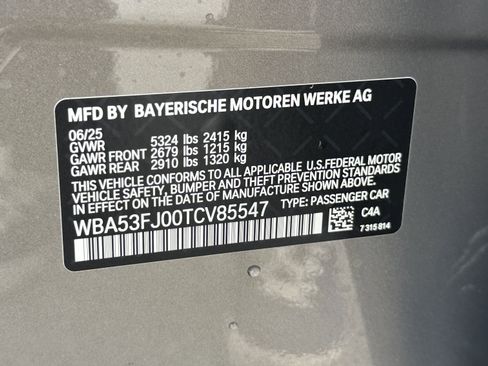 MFD BY BAYERISCHE MOTOREN WERKE AG
06/25
GVWR 5324 lbs 2415 kg
GAWR FRONT 2679 lbs 1215 kg
GAWR REAR 2910 lbs 1320 kg
THIS VEHICLE CONFORMS TO ALL APPLICABLE U.S.FEDERAL MOTOR
VEHICLE SAFETY, BUMPER AND THEFT PREVENTION STANDARDS
IN EFFECT ON THE DATE OF MANUFACTURE SHOWN ABOVE.
WBA53FJ00TCV85547 TYPE: PASSENGER CAR
C4A
7 315 814